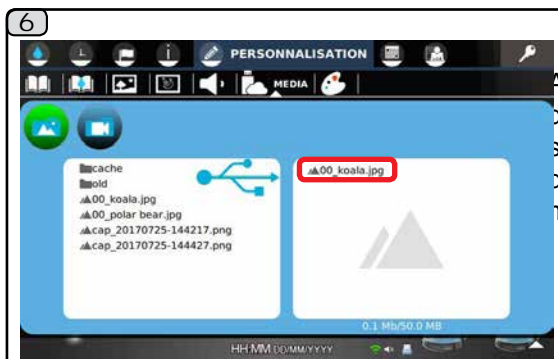 6
PERSONNALISATION
MEDIA
cache
old
00_koala.jpg
00_polar bear.jpg
cap_20170725-144217.png
cap_20170725-144427.png
00_koala.jpg
0.1 Mb/50.0 MB
HH:MM DD/MM/YYYY